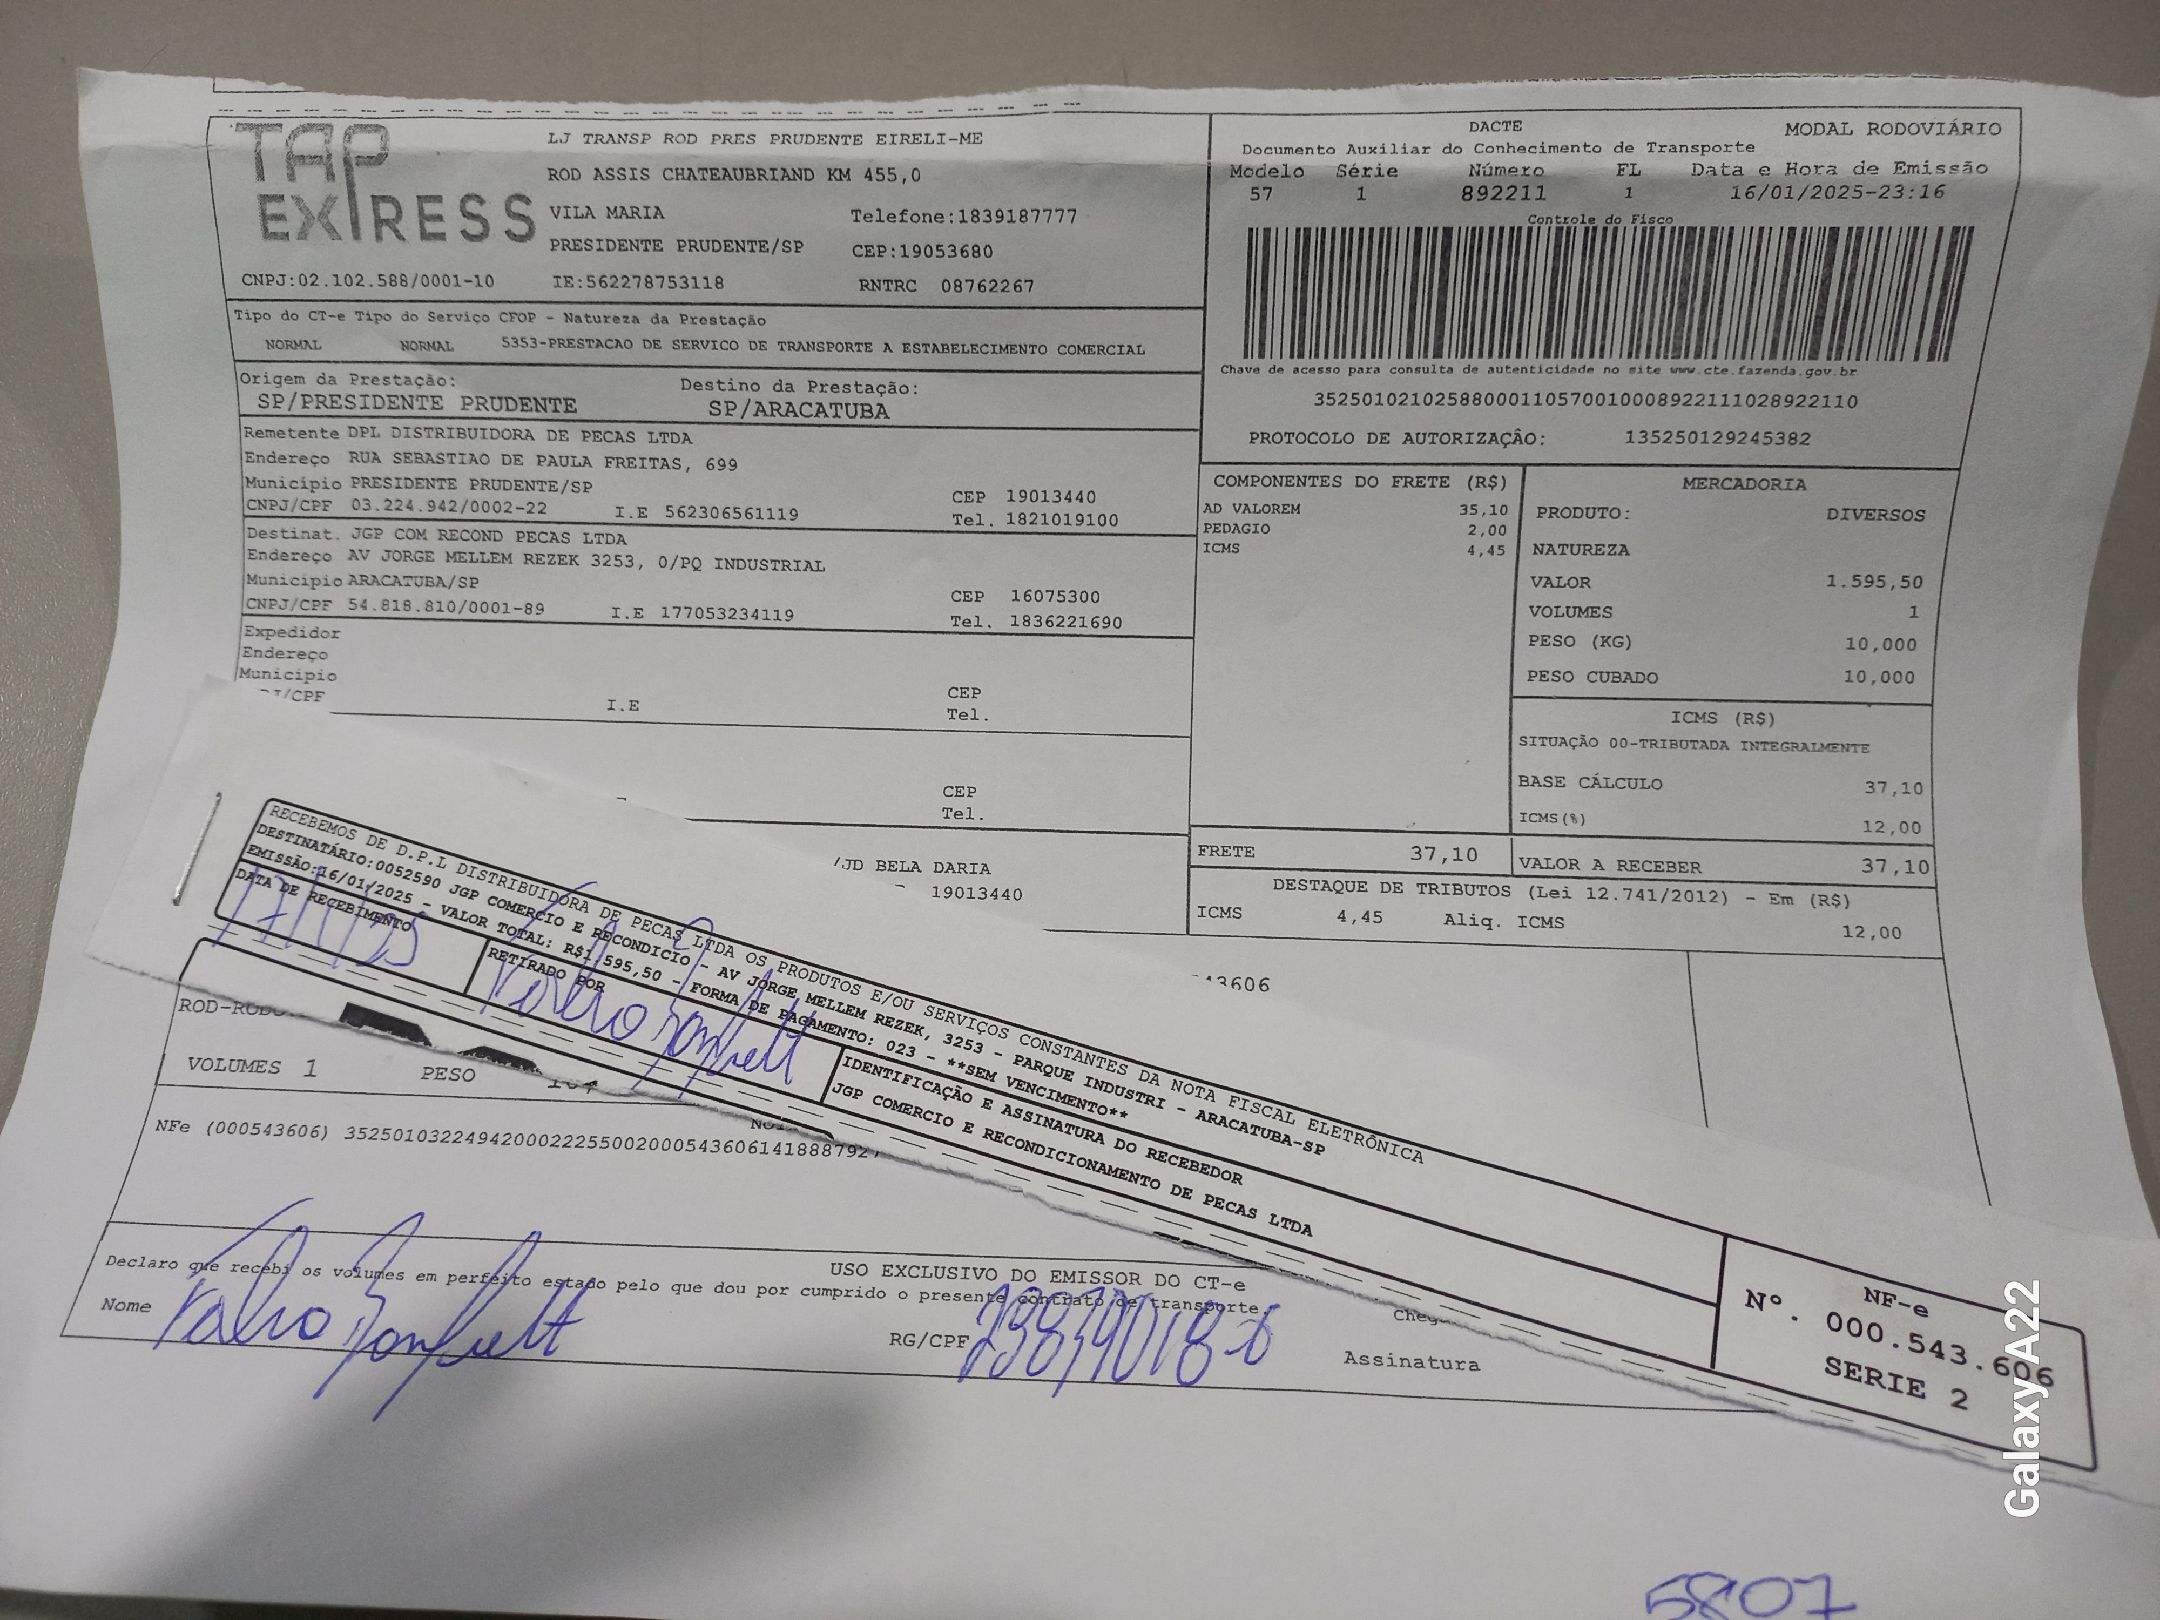 TAP EXPRESS
LJ TRANSP ROD PRES PRUDENTE EIRELI-ME
ROD ASSIS CHATEAUBRIAND KM 455,0
VILA MARIA Telefone:1839187777
PRESIDENTE PRUDENTE/SP CEP:19053680
CNPJ:02.102.588/0001-10 IE:562278753118 RNTRC 08762267
DACTE MODAL RODOVIÁRIO
Documento Auxiliar do Conhecimento de Transporte
Modelo Série Número FL Data e Hora de Emissão
57 1 892211 1 16/01/2025-23:16
Controle do Fisco
Chave de acesso para consulta de autenticidade no site www.cte.fazenda.gov.br
35250102102588000110570010008922111028922110
PROTOCOLO DE AUTORIZAÇÃO: 135250129245382
Tipo do CT-e Tipo do Serviço CFOP - Natureza da Prestação
NORMAL NORMAL 5353-PRESTACAO DE SERVICO DE TRANSPORTE A ESTABELECIMENTO COMERCIAL
Origem da Prestação: Destino da Prestação:
SP/PRESIDENTE PRUDENTE SP/ARACATUBA
Remetente DPL DISTRIBUIDORA DE PECAS LTDA
Endereço RUA SEBASTIAO DE PAULA FREITAS, 699
Municipio PRESIDENTE PRUDENTE/SP CEP 19013440
CNPJ/CPF 03.224.942/0002-22 I.E 562306561119 Tel. 1821019100
Destinat. JGP COM RECOND PECAS LTDA
Endereço AV JORGE MELLEM REZEK 3253, 0/PQ INDUSTRIAL
Municipio ARACATUBA/SP CEP 16075300
CNPJ/CPF 54.818.810/0001-89 I.E 177053234119 Tel. 1836221690
Expedidor
Endereço
Municipio CEP
/CPF I.E Tel.
CEP
Tel.
/JD BELA DARIA
19013440
COMPONENTES DO FRETE (R$)
AD VALOREM 35,10
PEDAGIO 2,00
ICMS 4,45
MERCADORIA
PRODUTO: DIVERSOS
NATUREZA
VALOR 1.595,50
VOLUMES 1
PESO (KG) 10,000
PESO CUBADO 10,000
ICMS (R$)
SITUAÇÃO 00-TRIBUTADA INTEGRALMENTE
BASE CÁLCULO 37,10
ICMS(%) 12,00
FRETE 37,10 VALOR A RECEBER 37,10
DESTAQUE DE TRIBUTOS (Lei 12.741/2012) - Em (R$)
ICMS 4,45 Aliq. ICMS 12,00
43606
RECEBEMOS DE D.P.L DISTRIBUIDORA DE PECAS LTDA OS PRODUTOS E/OU SERVIÇOS CONSTANTES DA NOTA FISCAL ELETRÔNICA
DESTINATÁRIO:0052590 JGP COMERCIO E RECONDICIO - AV JORGE MELLEM REZEK, 3253 - PARQUE INDUSTRI - ARACATUBA-SP
EMISSÃO:16/01/2025 - VALOR TOTAL: R$1.595,50 - FORMA DE PAGAMENTO: 023 - **SEM VENCIMENTO**
DATA DE RECEBIMENTO RETIRADO POR IDENTIFICAÇÃO E ASSINATURA DO RECEBEDOR
JGP COMERCIO E RECONDICIONAMENTO DE PECAS LTDA
NF-e
Nº. 000.543.606
SERIE 2
VOLUMES 1 PESO
NFe (000543606) 3525010322494200022255002000543606141888792
USO EXCLUSIVO DO EMISSOR DO CT-e
Declaro que recebi os volumes em perfeito estado pelo que dou por cumprido o presente contrato de transporte
Nome RG/CPF Assinatura
5807
Galaxy A22